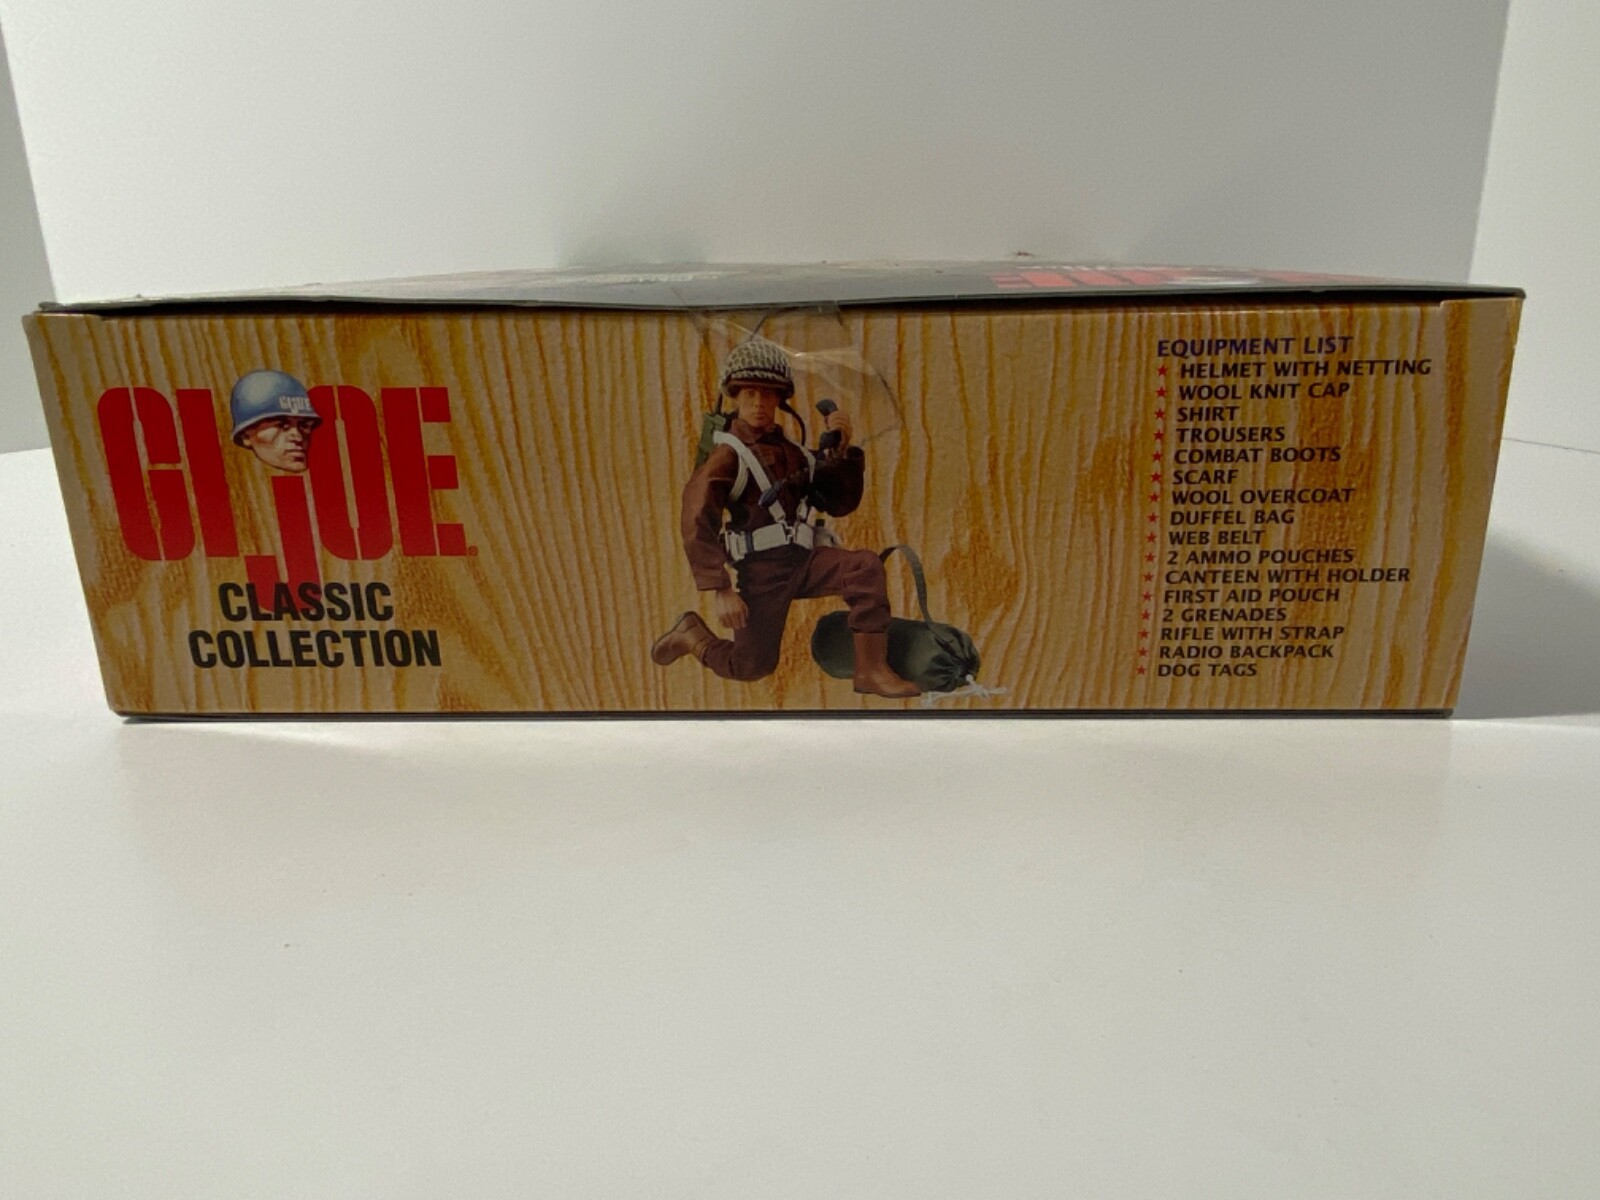 GI JOE®
CLASSIC
COLLECTION
EQUIPMENT LIST
★ HELMET WITH NETTING
★ WOOL KNIT CAP
★ SHIRT
★ TROUSERS
★ COMBAT BOOTS
★ SCARF
★ WOOL OVERCOAT
★ DUFFEL BAG
★ WEB BELT
★ 2 AMMO POUCHES
★ CANTEEN WITH HOLDER
★ FIRST AID POUCH
★ 2 GRENADES
★ RIFLE WITH STRAP
★ RADIO BACKPACK
★ DOG TAGS